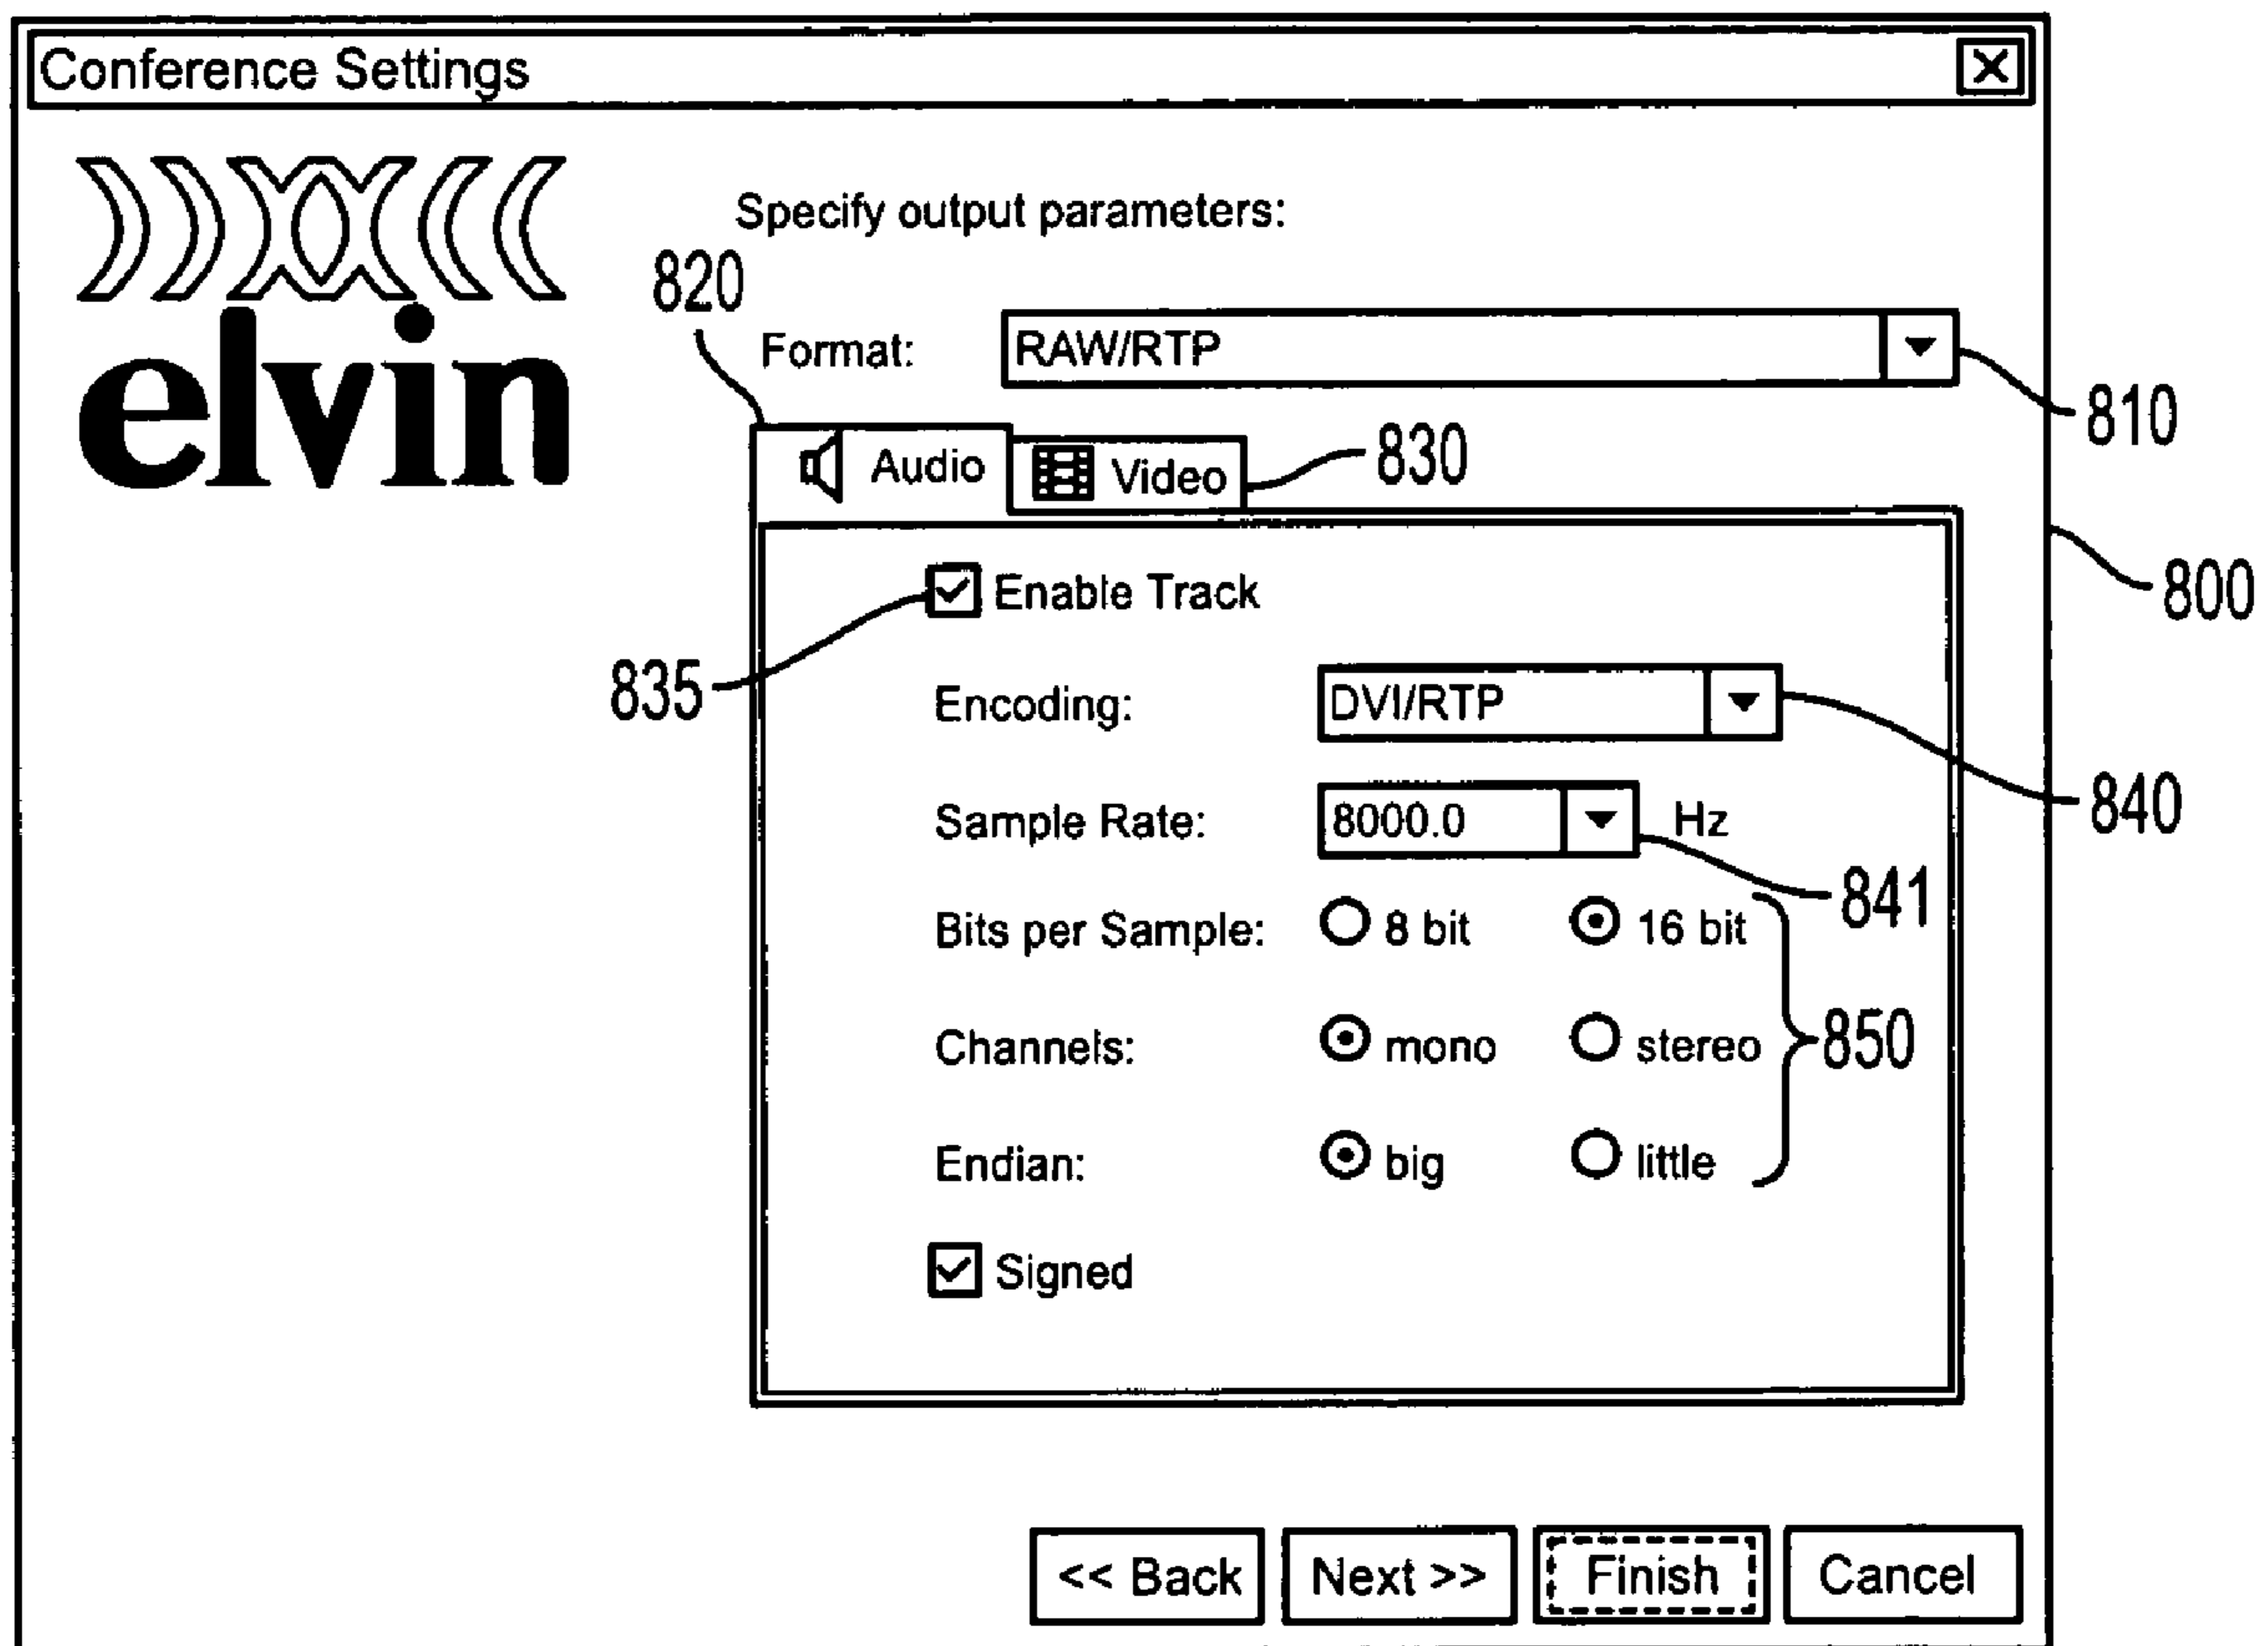 Conference Settings
elvin
Specify output parameters:
820
Format: RAW/RTP
810
Audio Video
830
800
Enable Track
835
Encoding: DVI/RTP
840
Sample Rate: 8000.0 Hz
841
Bits per Sample: 8 bit 16 bit
Channels: mono stereo
850
Endian: big little
Signed
<< Back Next >> Finish Cancel